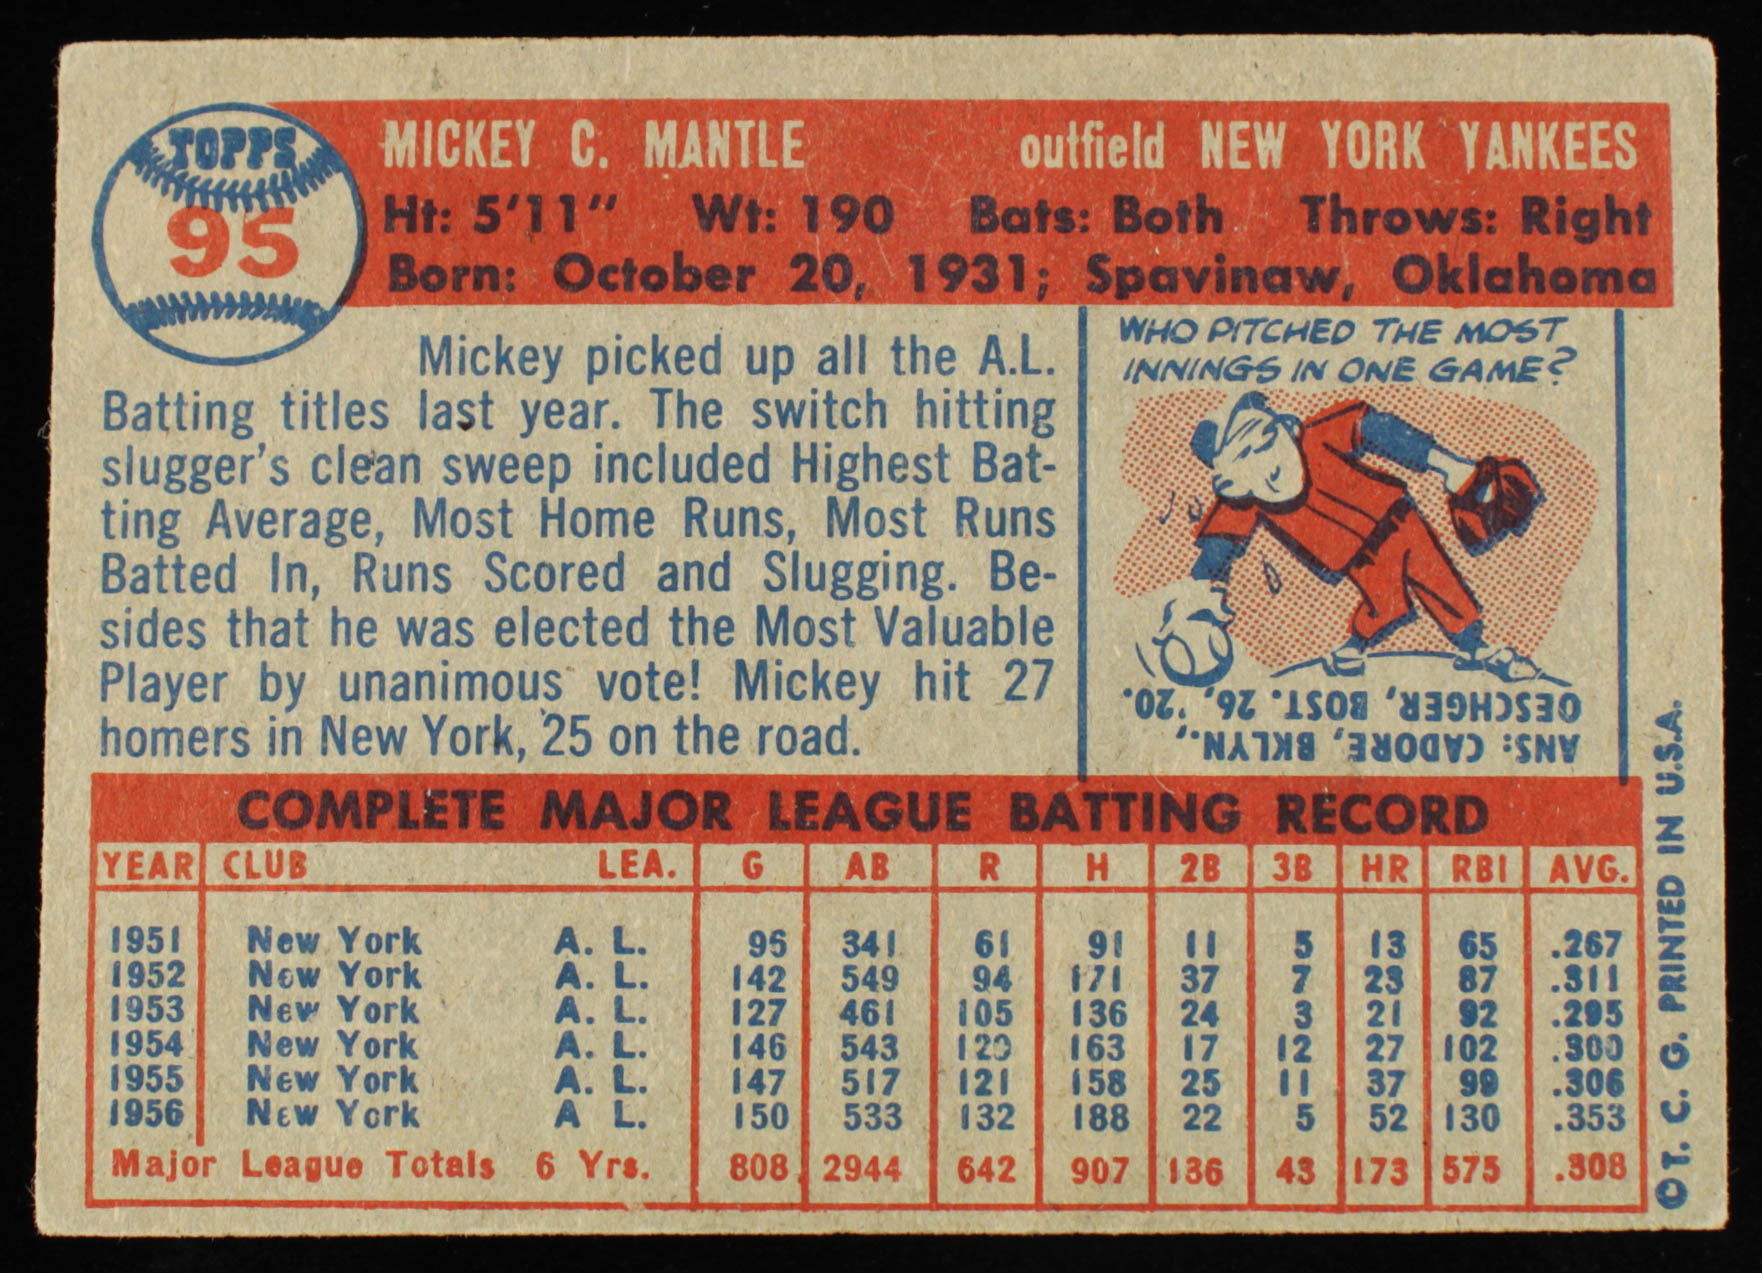 TOPPS
95
MICKEY C. MANTLE outfield NEW YORK YANKEES
Ht: 5'11" Wt: 190 Bats: Both Throws: Right
Born: October 20, 1931; Spavinaw, Oklahoma
Mickey picked up all the A.L.
Batting titles last year. The switch hitting
slugger's clean sweep included Highest Bat-
ting Average, Most Home Runs, Most Runs
Batted In, Runs Scored and Slugging. Be-
sides that he was elected the Most Valuable
Player by unanimous vote! Mickey hit 27
homers in New York, 25 on the road.
WHO PITCHED THE MOST
INNINGS IN ONE GAME?
ANS: CADORE, BKLYN.,
OESCHGER, BOST. 26, '20.
COMPLETE MAJOR LEAGUE BATTING RECORD
YEAR CLUB LEA. G AB R H 2B 3B HR RBI AVG.
1951 New York A. L. 96 341 61 91 11 5 13 65 .267
1952 New York A. L. 142 549 94 171 37 7 23 87 .311
1953 New York A. L. 127 461 105 136 24 3 21 92 .295
1954 New York A. L. 146 543 129 163 17 12 27 102 .300
1955 New York A. L. 147 517 121 158 25 11 37 99 .306
1956 New York A L. 150 533 132 188 22 5 52 130 .353
Major League Totals 6 Yrs. 808 2944 642 907 136 43 173 575 .308
© T. C. G. PRINTED IN U.S.A.